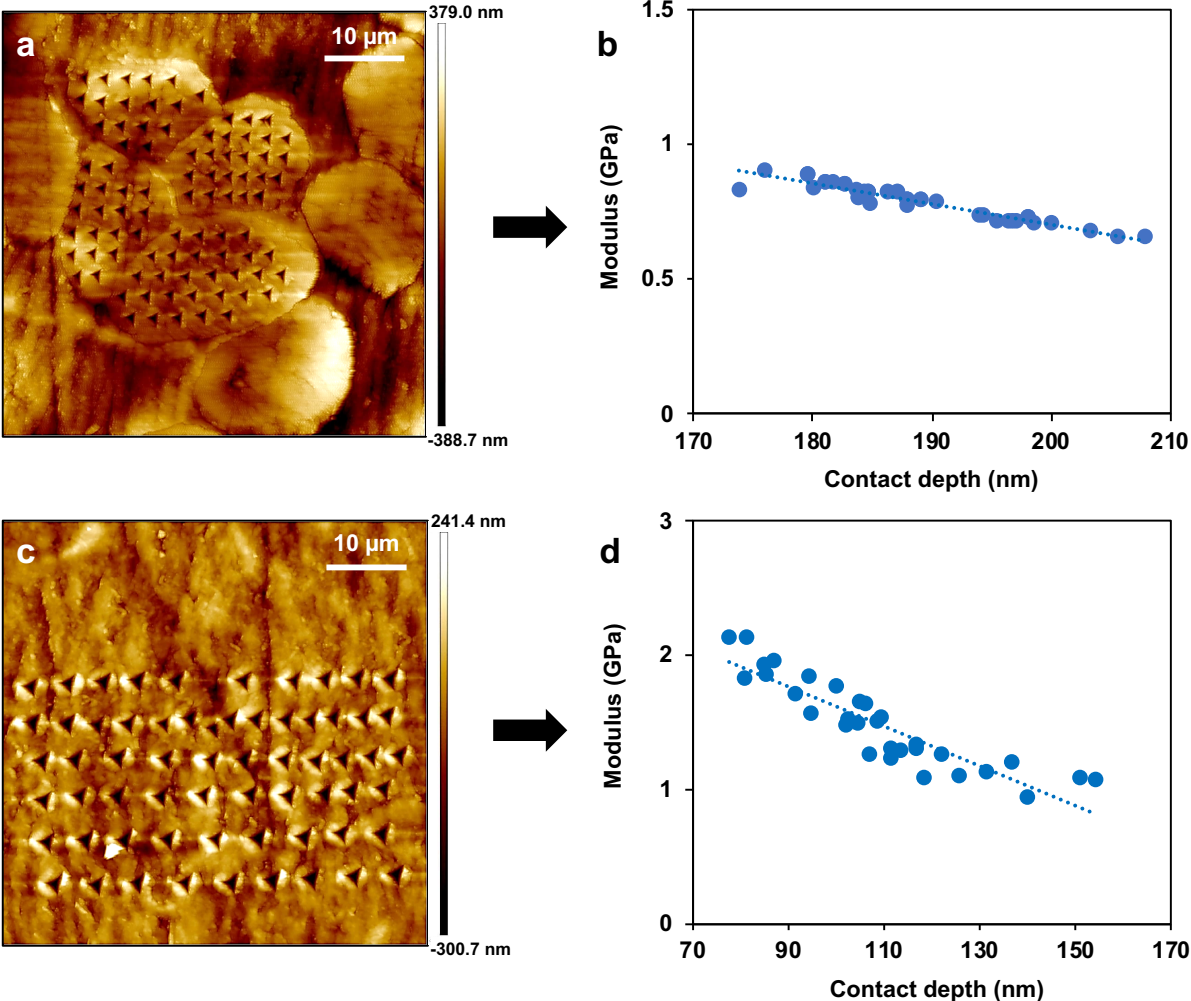 379.0 nm
a
10 µm
-388.7 nm
b
1.5
1
0.5
0
Modulus (GPa)
170 180 190 200 210
Contact depth (nm)
241.4 nm
c
10 µm
-300.7 nm
d
3
2
1
0
Modulus (GPa)
70 90 110 130 150 170
Contact depth (nm)